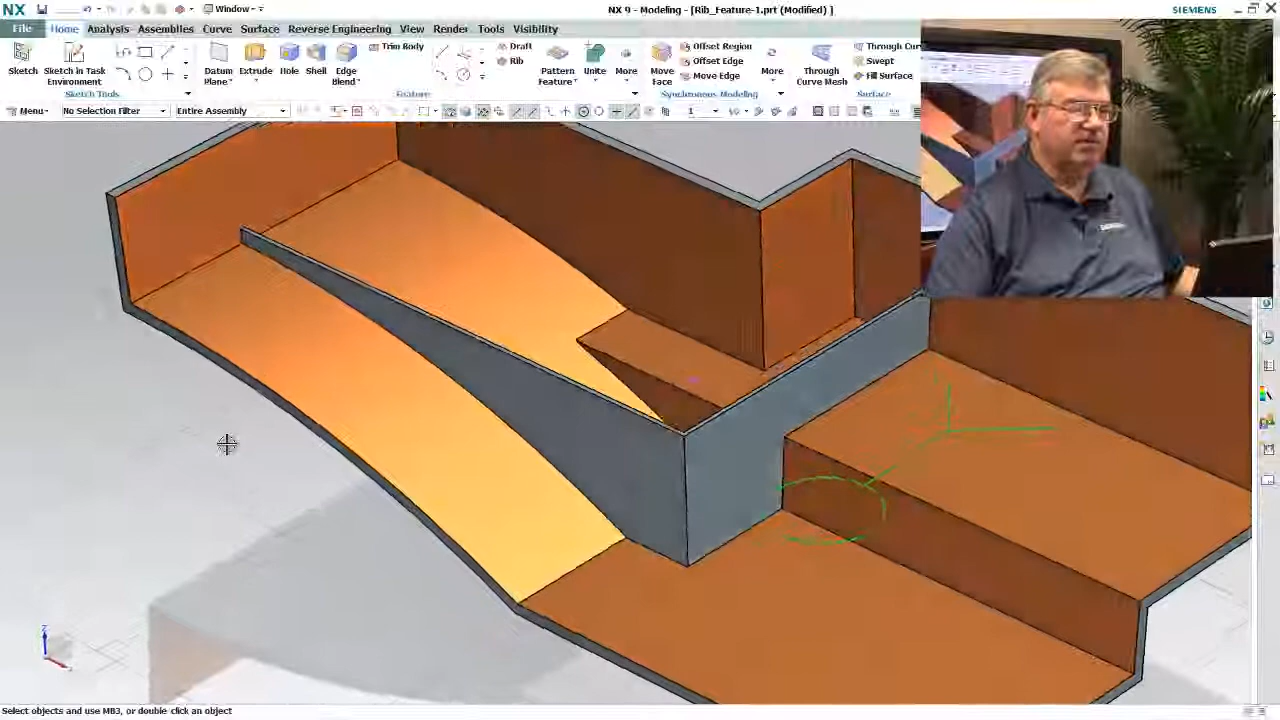 NX Window NX 9 - Modeling - [Rib_Feature-1.prt (Modified) ] SIEMENS
File Home Analysis Assemblies Curve Surface Reverse Engineering View Render Tools Visibility
Sketch Sketch in Task Environment Datum Plane Extrude Hole Shell Edge Blend Trim Body Draft Rib Pattern Feature Unite More Move Face Offset Region Offset Edge Move Edge More Through Curve Mesh Through Cur Swept Fill Surface
Sketch Tools Feature Synchronous Modeling Surface
Menu No Selection Filter Entire Assembly 1
Z
Select objects and use MB3, or double click an object